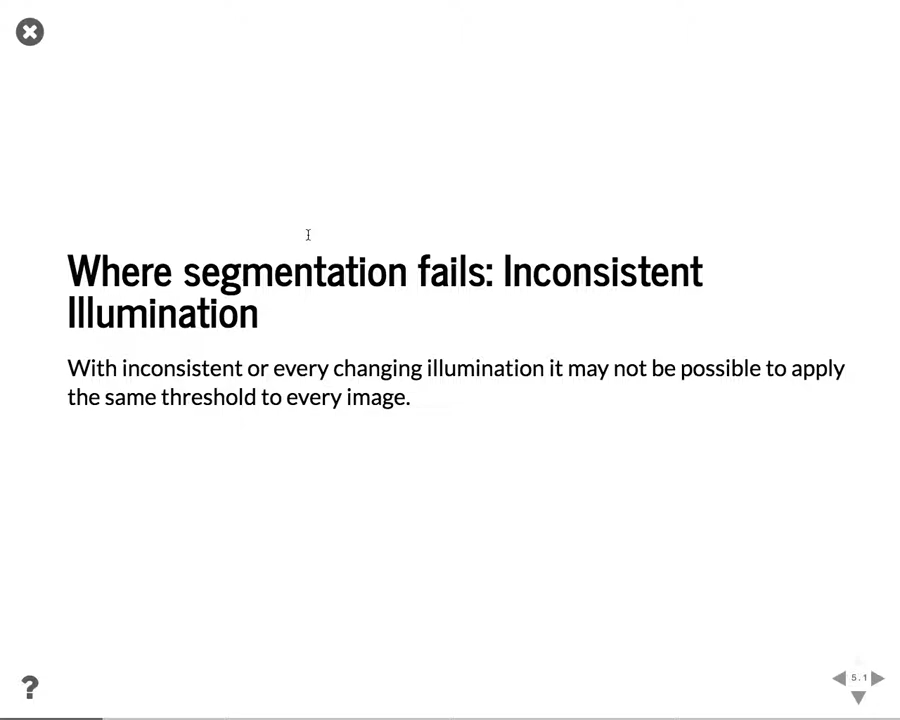 Where segmentation fails: Inconsistent
Illumination
With inconsistent or every changing illumination it may not be possible to apply
the same threshold to every image.
?
5.1